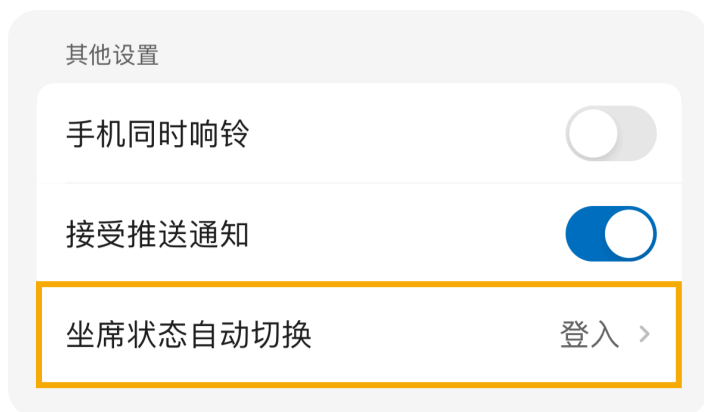 其他设置
手机同时响铃
接受推送通知
坐席状态自动切换 登入